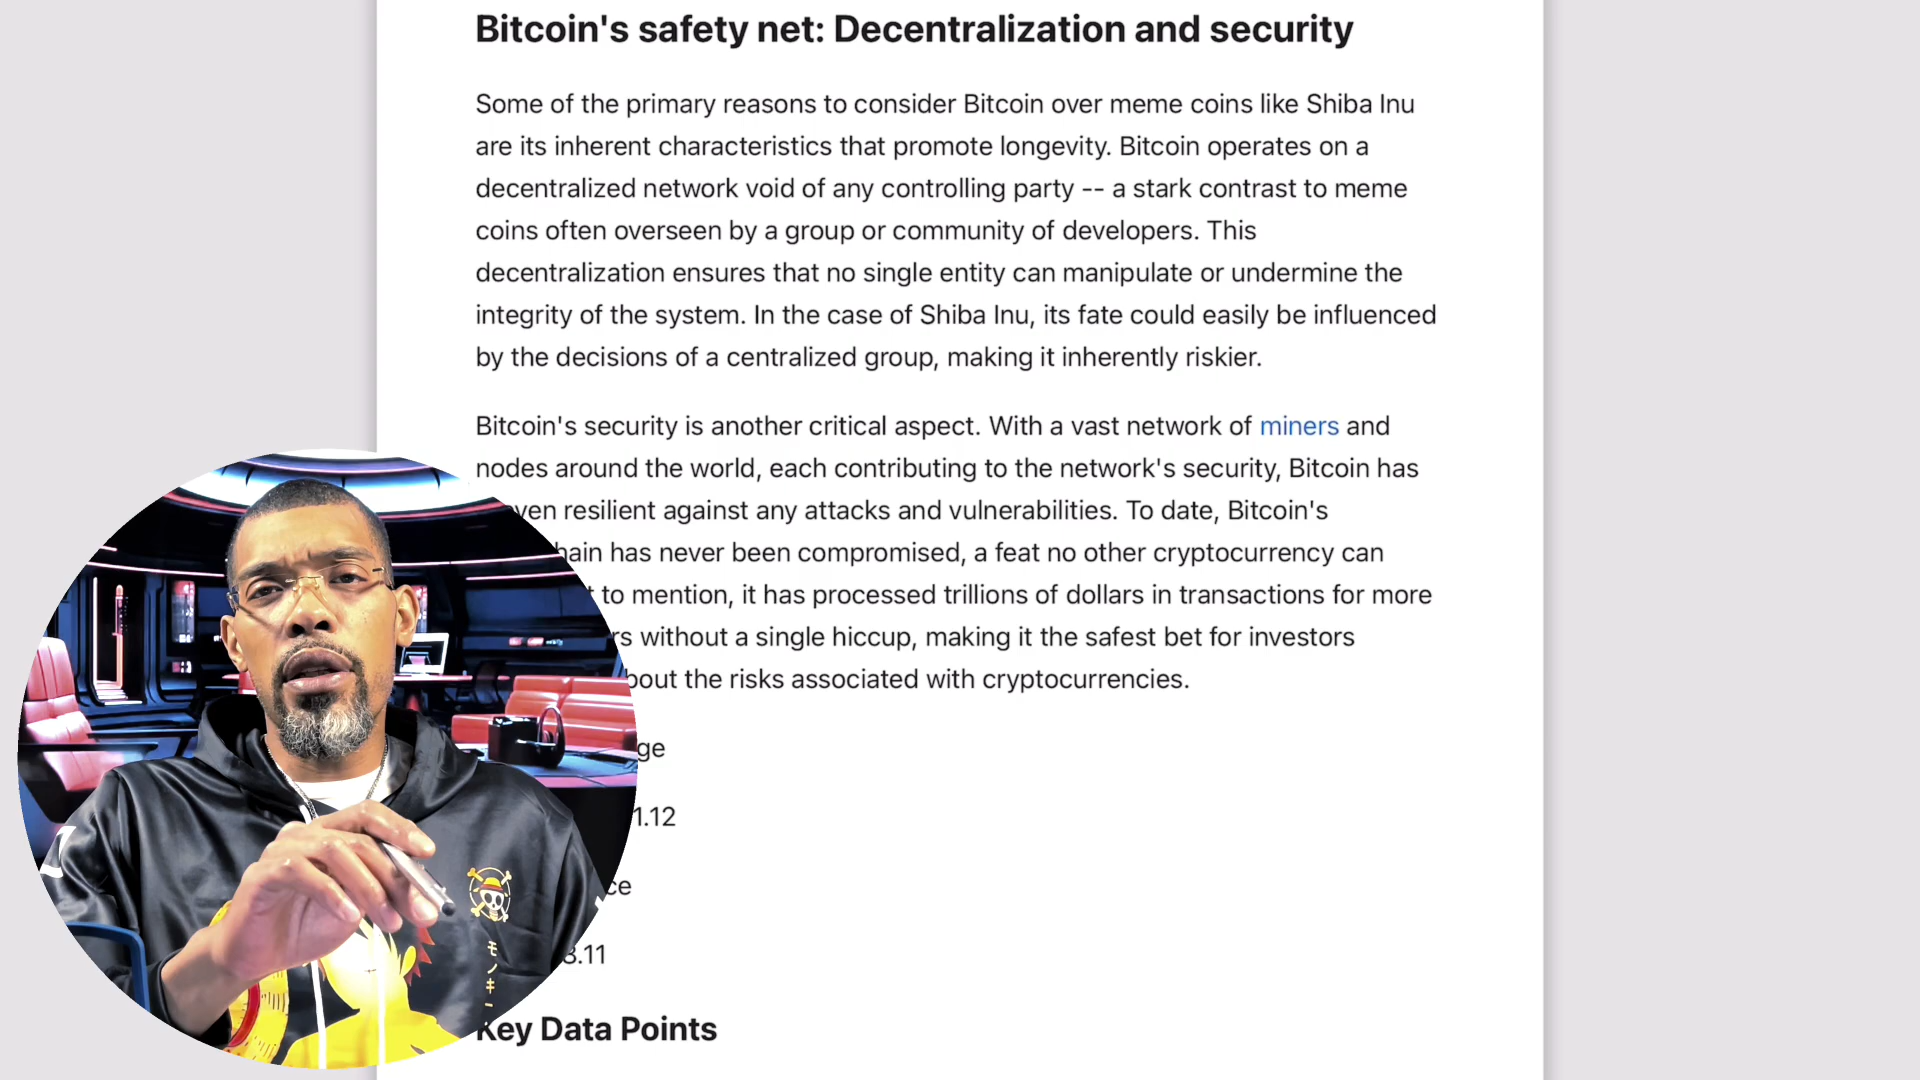 Bitcoin's safety net: Decentralization and security
Some of the primary reasons to consider Bitcoin over meme coins like Shiba Inu
are its inherent characteristics that promote longevity. Bitcoin operates on a
decentralized network void of any controlling party -- a stark contrast to meme
coins often overseen by a group or community of developers. This
decentralization ensures that no single entity can manipulate or undermine the
integrity of the system. In the case of Shiba Inu, its fate could easily be influenced
by the decisions of a centralized group, making it inherently riskier.
Bitcoin's security is another critical aspect. With a vast network of miners and
nodes around the world, each contributing to the network's security, Bitcoin has
resilient against any attacks and vulnerabilities. To date, Bitcoin's
has never been compromised, a feat no other cryptocurrency can
to mention, it has processed trillions of dollars in transactions for more
without a single hiccup, making it the safest bet for investors
the risks associated with cryptocurrencies.
1.12
3.11
モンキー
Key Data Points